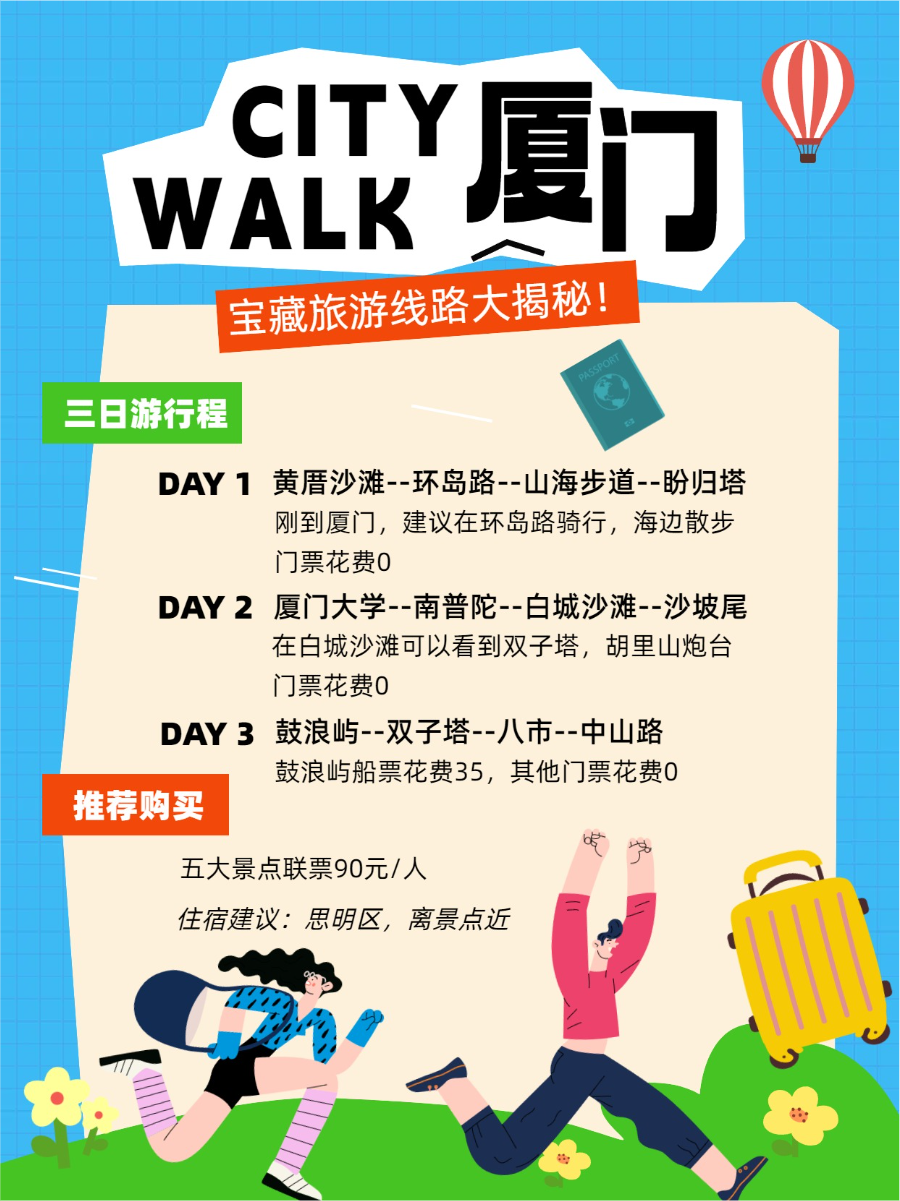 CITY
WALK
厦门
宝藏旅游线路大揭秘！
PASSPORT
三日游行程
DAY 1 黄厝沙滩--环岛路--山海步道--盼归塔
刚到厦门，建议在环岛路骑行，海边散步
门票花费0
DAY 2 厦门大学--南普陀--白城沙滩--沙坡尾
在白城沙滩可以看到双子塔，胡里山炮台
门票花费0
DAY 3 鼓浪屿--双子塔--八市--中山路
鼓浪屿船票花费35，其他门票花费0
推荐购买
五大景点联票90元/人
住宿建议：思明区，离景点近